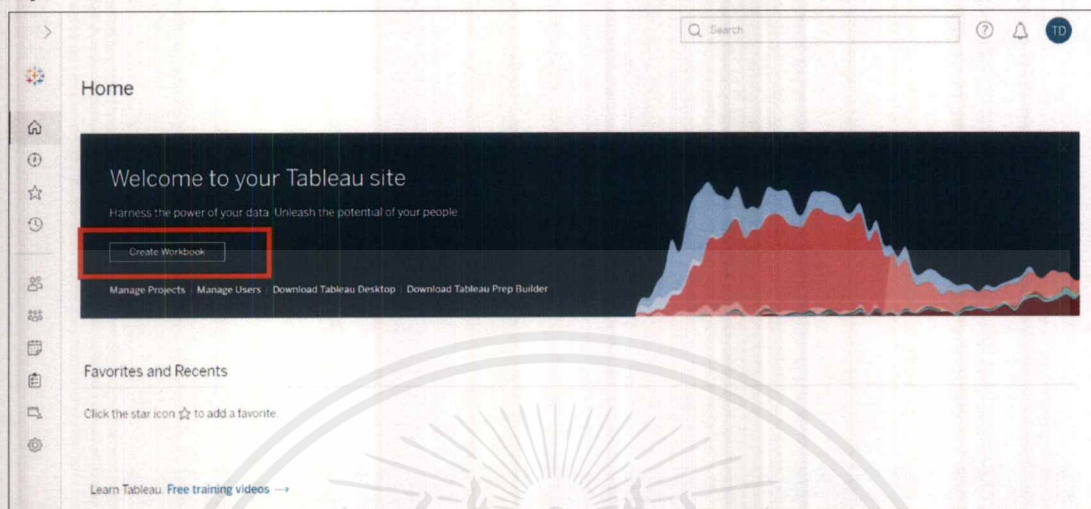 Search
TD
Home
Welcome to your Tableau site
Harness the power of your data. Unleash the potential of your people.
Create Workbook
Manage Projects Manage Users Download Tableau Desktop Download Tableau Prep Builder
Favorites and Recents
Click the star icon to add a favorite.
Learn Tableau. Free training videos →